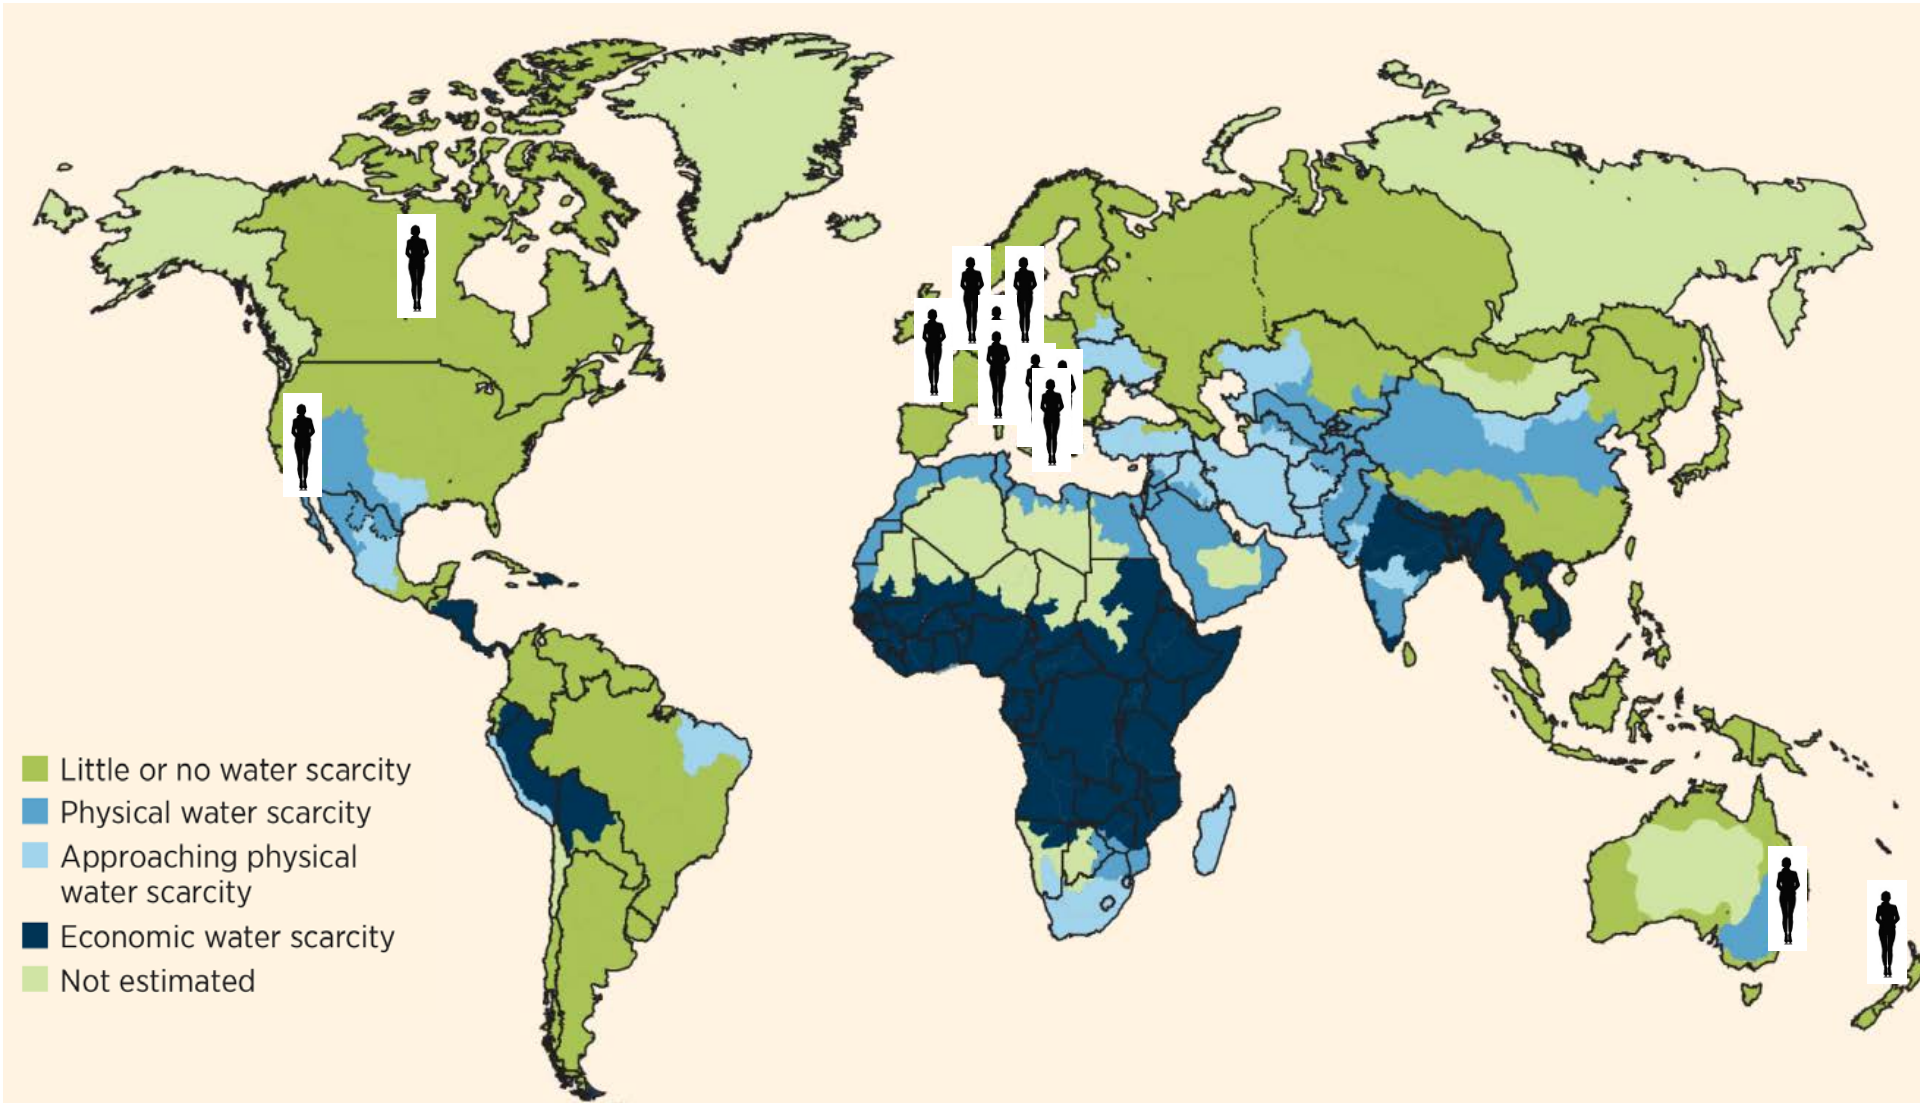 Little or no water scarcity
Physical water scarcity
Approaching physical
water scarcity
Economic water scarcity
Not estimated